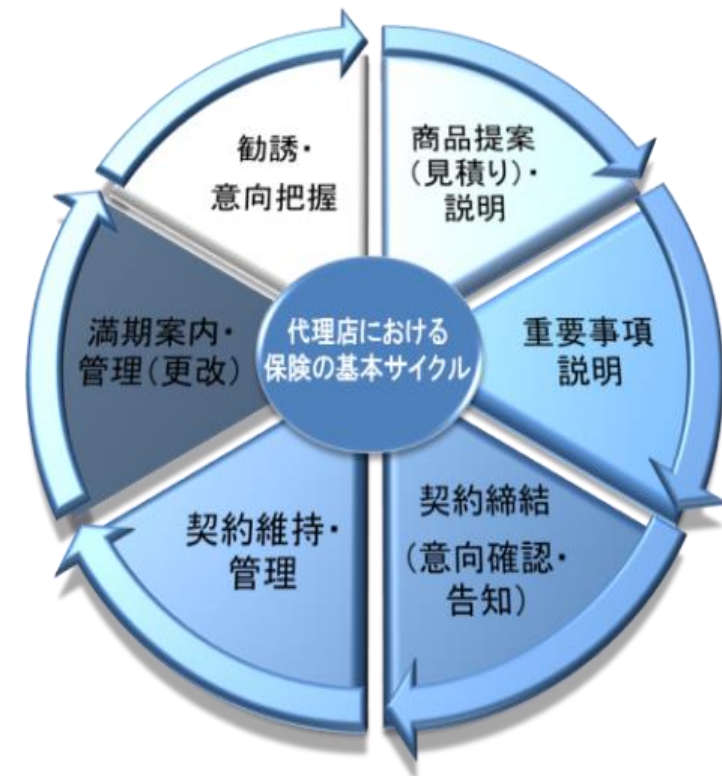 勧誘・
意向把握
商品提案
(見積り)・
説明
重要事項
説明
契約締結
(意向確認・
告知)
契約維持・
管理
満期案内・
管理(更改)
代理店における
保険の基本サイクル